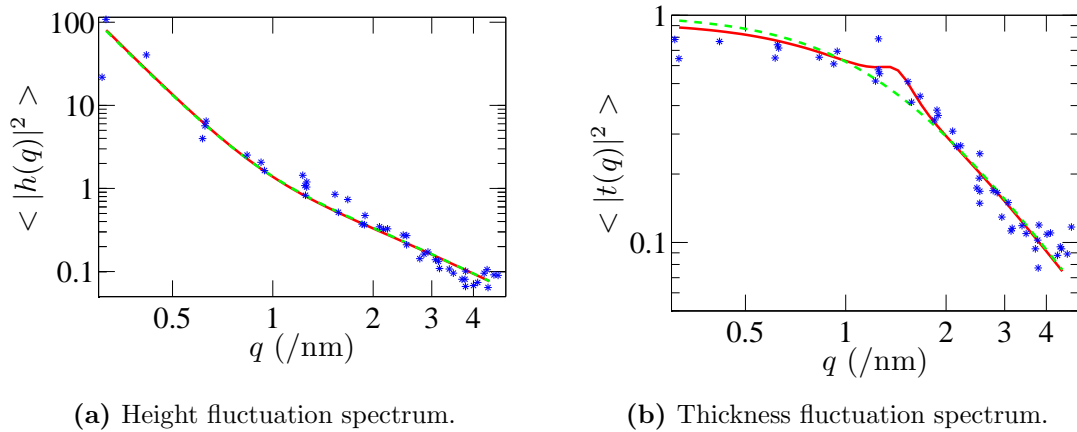 100
10
1
0.1
< |h(q)|² >
0.5 1 2 3 4
q (/nm)
(a) Height fluctuation spectrum.
1
0.1
< |t(q)|² >
0.5 1 2 3 4
q (/nm)
(b) Thickness fluctuation spectrum.